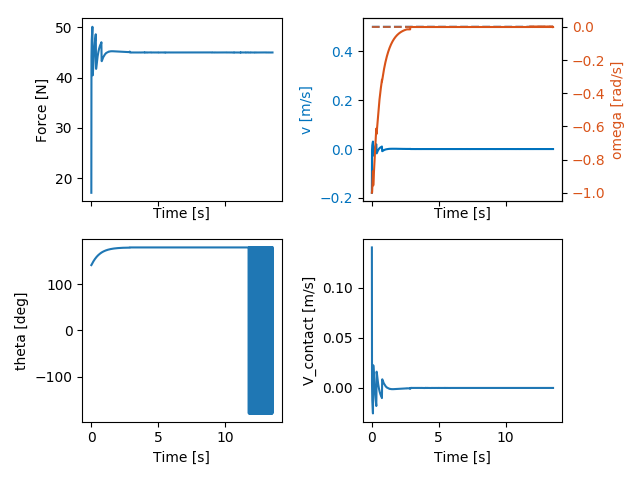 50
40
30
20
Force [N]
Time [s]
0.4
0.2
0.0
−0.2
v [m/s]
0.0
−0.2
−0.4
−0.6
−0.8
−1.0
omega [rad/s]
Time [s]
100
0
−100
theta [deg]
0
5
10
Time [s]
0.10
0.05
0.00
V_contact [m/s]
0
5
10
Time [s]